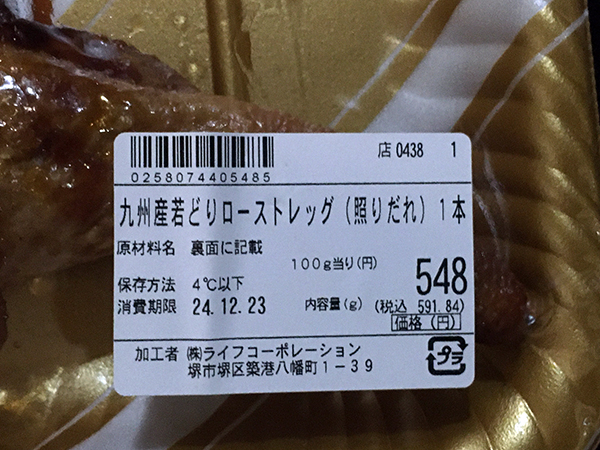 店0438 1
0258074405485
九州産若どりローストレッグ（照りだれ）1本
原材料名 裏面に記載
100g当り(円)
548
保存方法 4℃以下
消費期限 24.12.23
内容量(g) (税込 591.84)
価格（円）
加工者 ㈱ライフコーポレーション
堺市堺区築港八幡町1-39
プラ